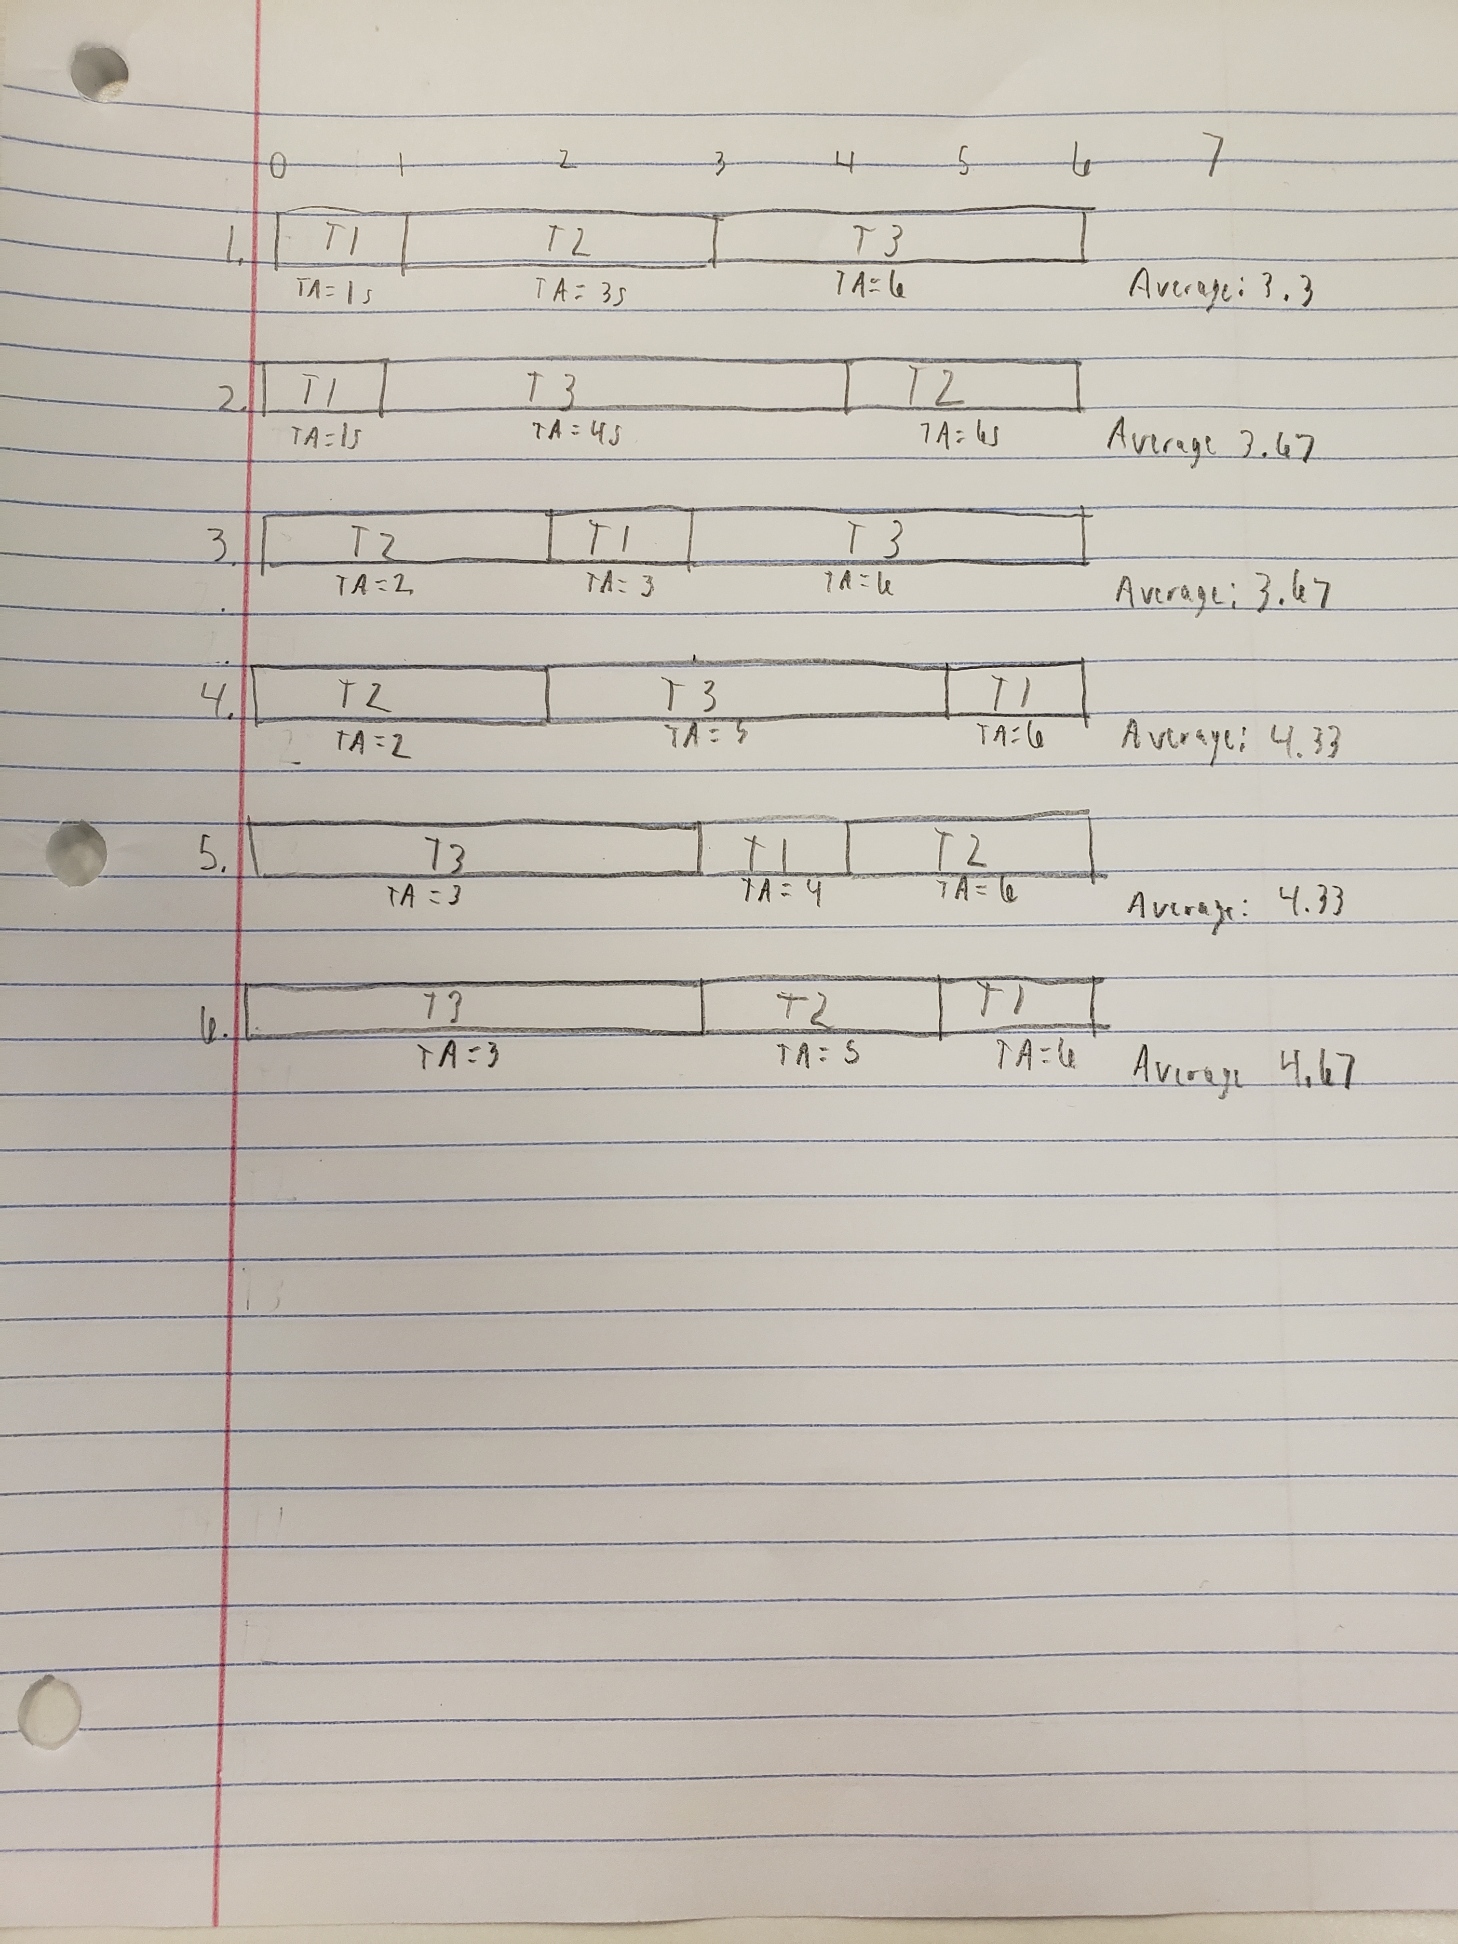 0 1 2 3 4 5 6 7
1. T1 T2 T3
TA=1s TA=3s TA=6 Average: 3.3
2. T1 T3 T2
TA=1s TA=4s TA=6s Average 3.67
3. T2 T1 T3
TA=2 TA=3 TA=6 Average: 3.67
4. T2 T3 T1
TA=2 TA=5 TA=6 Average: 4.33
5. T3 T1 T2
TA=3 TA=4 TA=6 Average: 4.33
6. T3 T2 T1
TA=3 TA=5 TA=6 Average 4.67